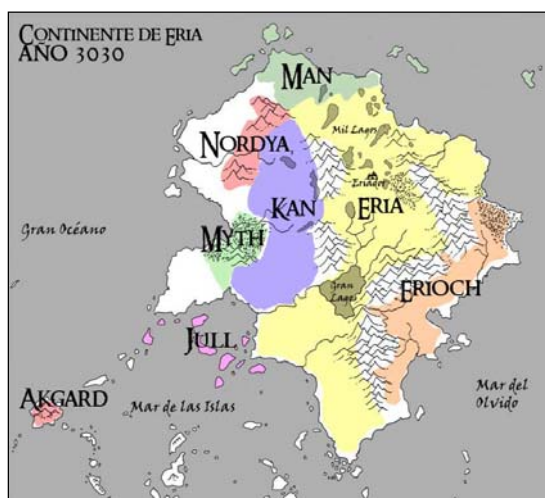 CONTINENTE DE ERIA
AÑO 3030
MAN
Mil Lagos
NORDYA
Eriador
KAN
ERIA
MYTH
Gran Océano
Gran Lagos
ERIOCH
JULL
Mar del
Olvido
AKGARD
Mar de las Islas